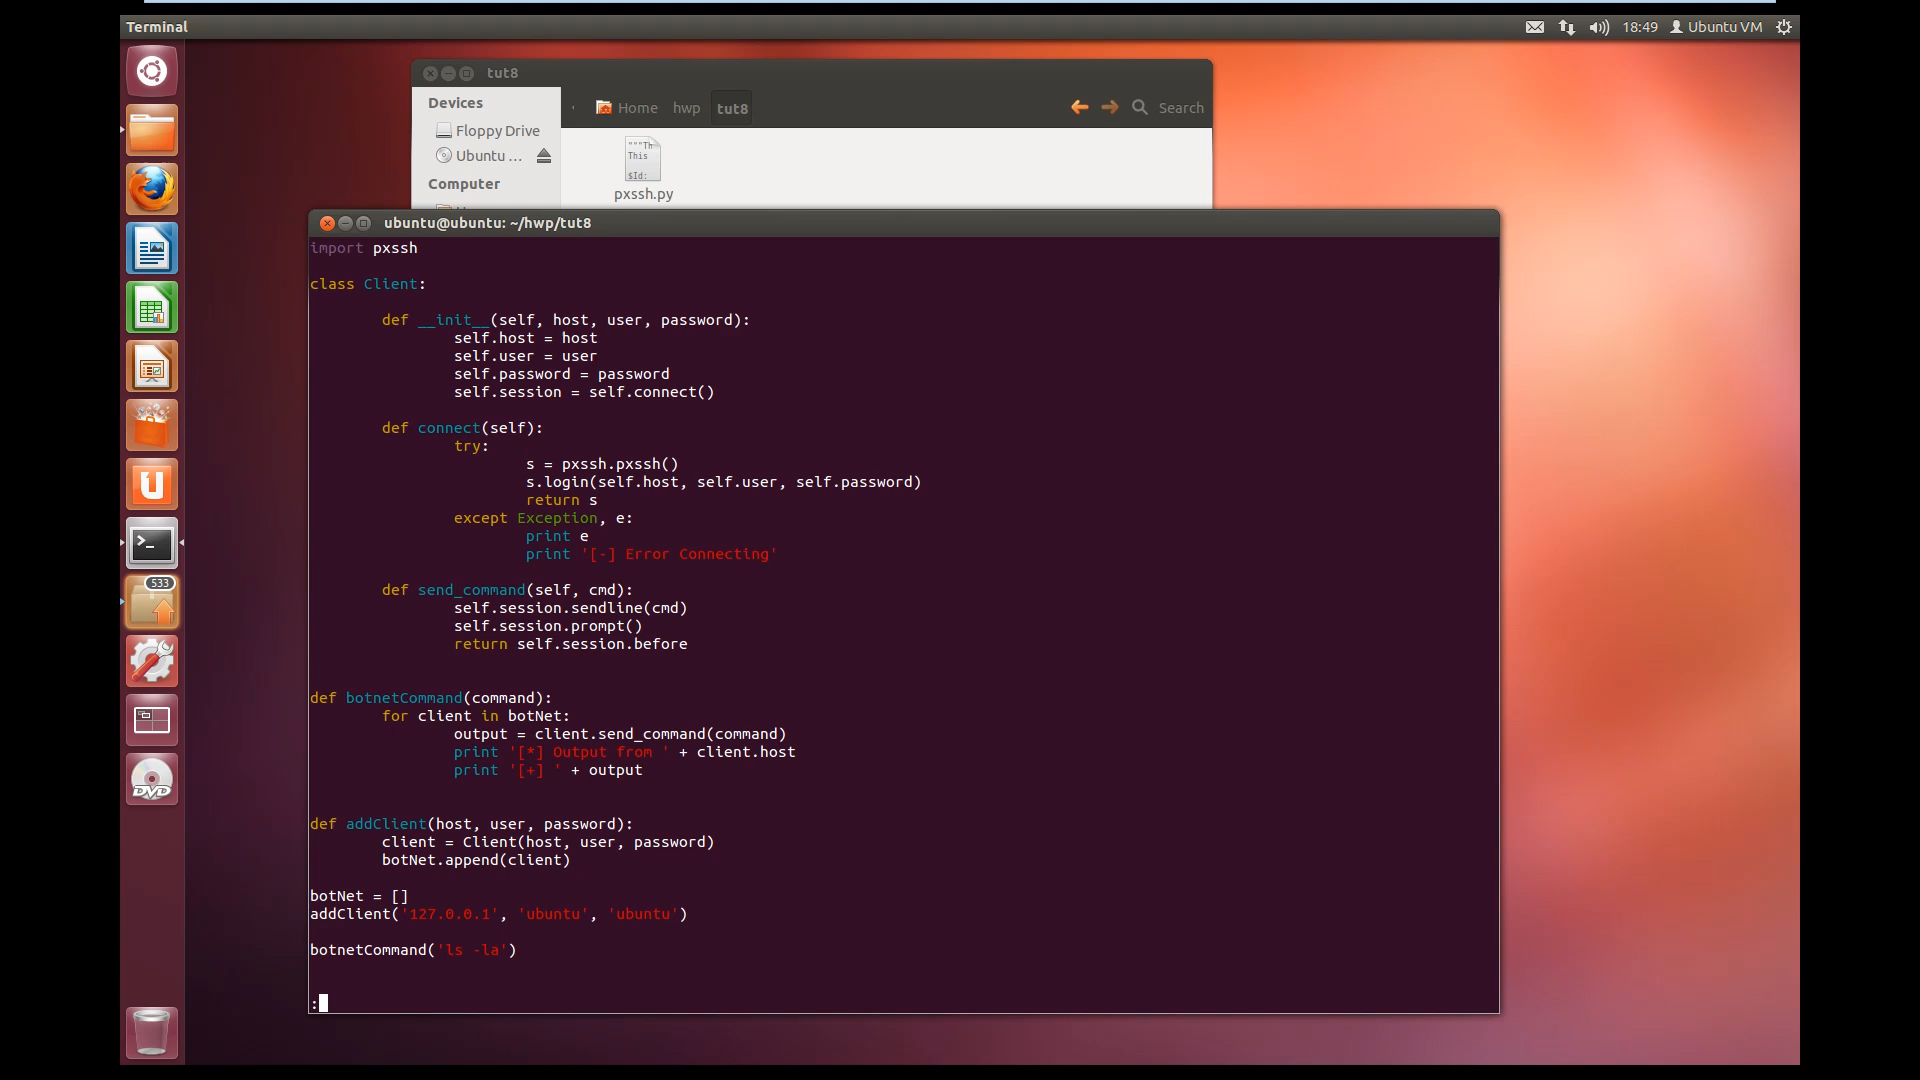 Terminal
18:49 Ubuntu VM
tut8
Devices
Floppy Drive
Ubuntu ...
Computer
Home hwp tut8
Search
"""Th
This
$Id:
pxssh.py
ubuntu@ubuntu: ~/hwp/tut8
import pxssh
class Client:
def __init__(self, host, user, password):
self.host = host
self.user = user
self.password = password
self.session = self.connect()
def connect(self):
try:
s = pxssh.pxssh()
s.login(self.host, self.user, self.password)
return s
except Exception, e:
print e
print '[-] Error Connecting'
def send_command(self, cmd):
self.session.sendline(cmd)
self.session.prompt()
return self.session.before
def botnetCommand(command):
for client in botNet:
output = client.send_command(command)
print '[*] Output from ' + client.host
print '[+] ' + output
def addClient(host, user, password):
client = Client(host, user, password)
botNet.append(client)
botNet = []
addClient('127.0.0.1', 'ubuntu', 'ubuntu')
botnetCommand('ls -la')
:
533
DVD